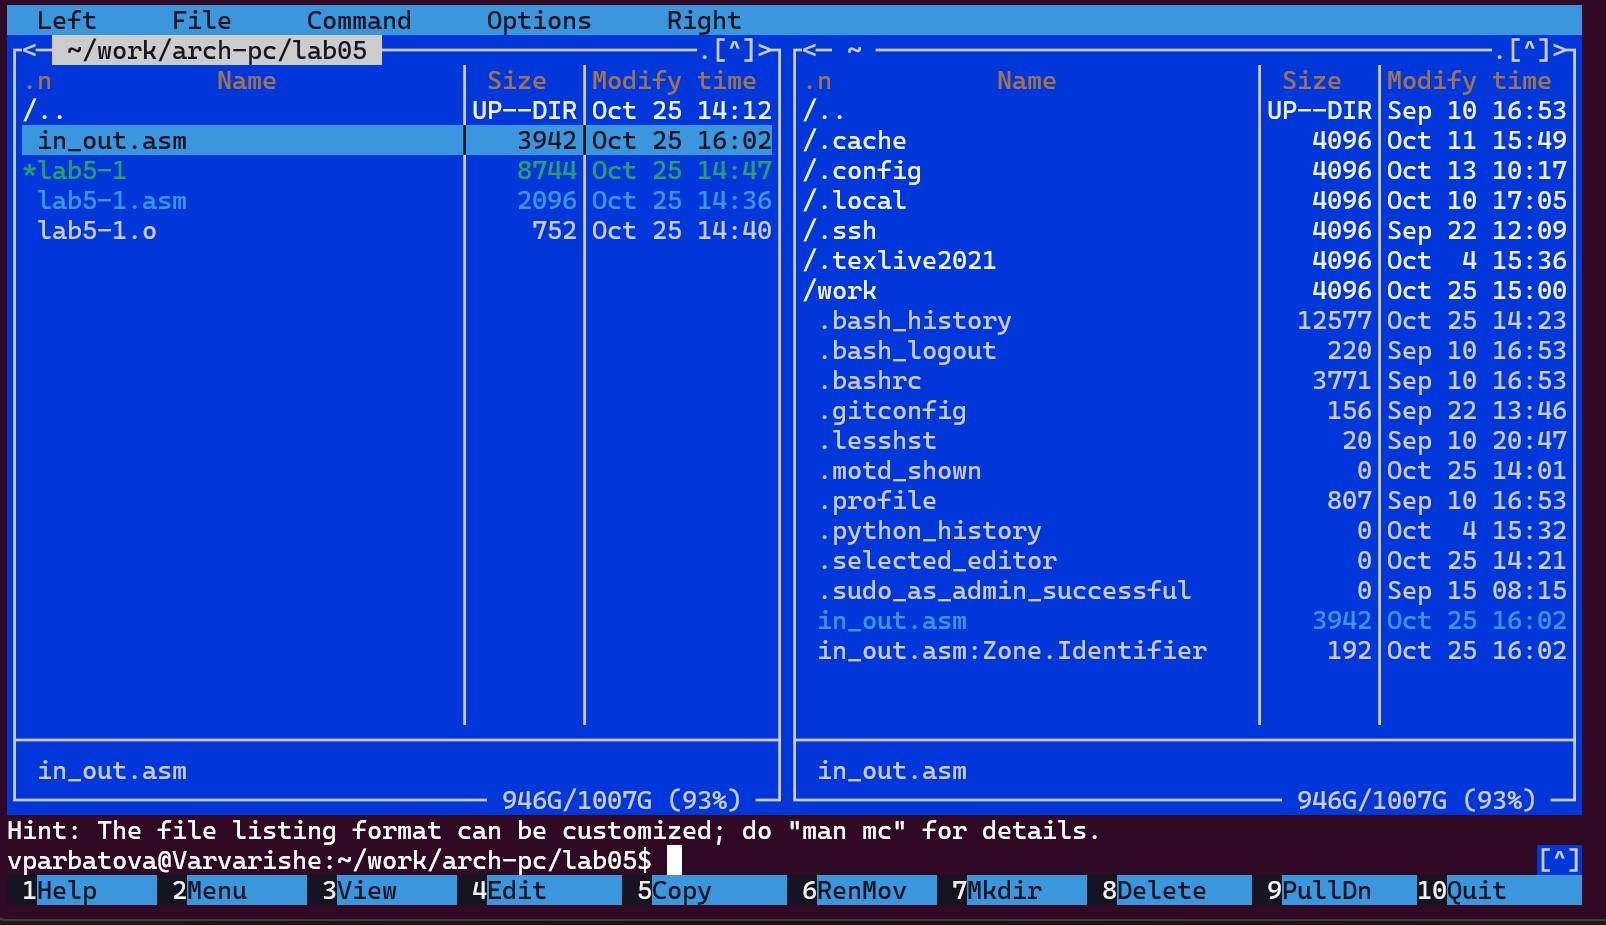 Left File Command Options Right
<─ ~/work/arch-pc/lab05 .[^]> <─ ~ .[^]>
.n Name Size Modify time .n Name Size Modify time
/.. UP--DIR Oct 25 14:12 /.. UP--DIR Sep 10 16:53
in_out.asm 3942 Oct 25 16:02 /.cache 4096 Oct 11 15:49
*lab5-1 8744 Oct 25 14:47 /.config 4096 Oct 13 10:17
lab5-1.asm 2096 Oct 25 14:36 /.local 4096 Oct 10 17:05
lab5-1.o 752 Oct 25 14:40 /.ssh 4096 Sep 22 12:09
/.texlive2021 4096 Oct 4 15:36
/work 4096 Oct 25 15:00
.bash_history 12577 Oct 25 14:23
.bash_logout 220 Sep 10 16:53
.bashrc 3771 Sep 10 16:53
.gitconfig 156 Sep 22 13:46
.lesshst 20 Sep 10 20:47
.motd_shown 0 Oct 25 14:01
.profile 807 Sep 10 16:53
.python_history 0 Oct 4 15:32
.selected_editor 0 Oct 25 14:21
.sudo_as_admin_successful 0 Sep 15 08:15
in_out.asm 3942 Oct 25 16:02
in_out.asm:Zone.Identifier 192 Oct 25 16:02
in_out.asm in_out.asm
946G/1007G (93%) 946G/1007G (93%)
Hint: The file listing format can be customized; do "man mc" for details.
vparbatova@Varvarishe:~/work/arch-pc/lab05$ [^]
1Help 2Menu 3View 4Edit 5Copy 6RenMov 7Mkdir 8Delete 9PullDn 10Quit